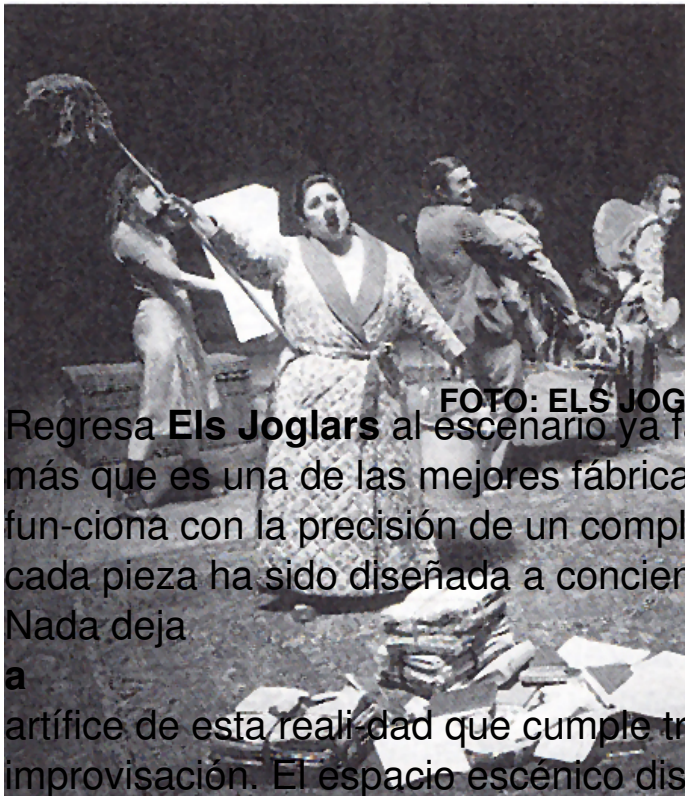 FOTO: ELS JOG
Regresa Els Joglars al escenario ya fa
más que es una de las mejores fábrica
fun-ciona con la precisión de un compl
cada pieza ha sido diseñada a concien
Nada deja
a
artífice de esta reali-dad que cumple tr
improvisación. El espacio escénico dis